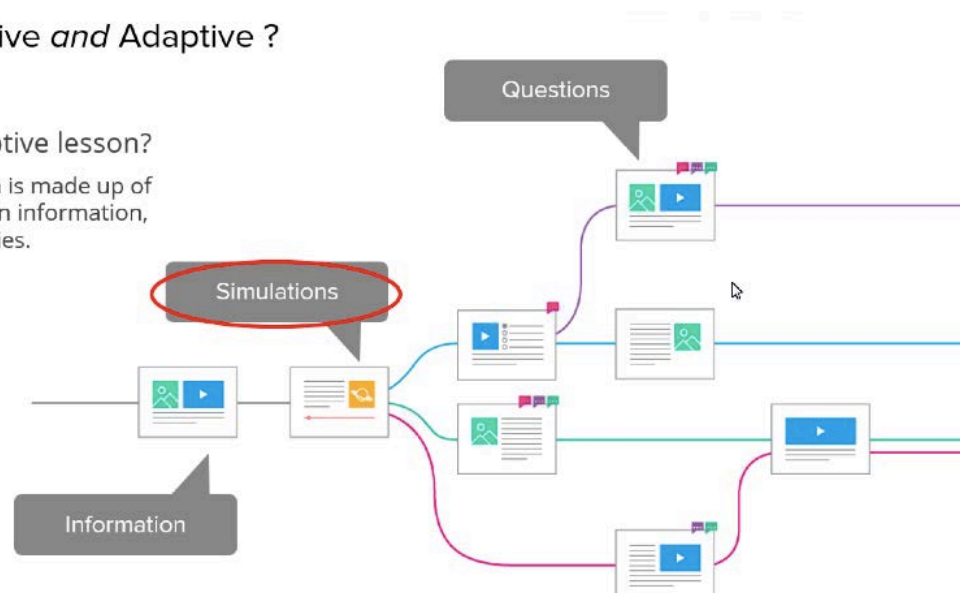 ive and Adaptive ?
Questions
ptive lesson?
is made up of
n information,
ies.
Simulations
Information